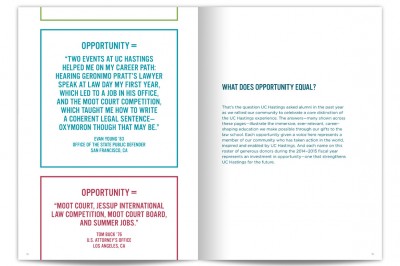 OPPORTUNITY =
"TWO EVENTS AT UC HASTINGS
HELPED ME ON MY CAREER PATH:
HEARING GERONIMO PRATT'S LAWYER
SPEAK AT LAW DAY MY FIRST YEAR,
WHICH LED TO A JOB IN HIS OFFICE,
AND THE MOOT COURT COMPETITION,
WHICH TAUGHT ME HOW TO WRITE
A COHERENT LEGAL SENTENCE—
OXYMORON THOUGH THAT MAY BE."
EVAN YOUNG '93
OFFICE OF THE STATE PUBLIC DEFENDER
SAN FRANCISCO, CA
OPPORTUNITY =
"MOOT COURT, JESSUP INTERNATIONAL
LAW COMPETITION, MOOT COURT BOARD,
AND SUMMER JOBS."
TOM BUCK '76
U.S. ATTORNEY'S OFFICE
LOS ANGELES, CA
WHAT DOES OPPORTUNITY EQUAL?
That's the question UC Hastings asked alumni in the past year
as we rallied our community to celebrate a core distinction of
the UC Hastings experience. The answers—many shown across
these pages—illustrate the immersive, ever-relevant, career-
shaping education we make possible through our gifts to the
law school. Each opportunity given a voice here represents a
member of our community who has taken action in the world,
inspired and enabled by UC Hastings. And each name on this
roster of generous donors during the 2014–2015 fiscal year
represents an investment in opportunity—one that strengthens
UC Hastings for the future.